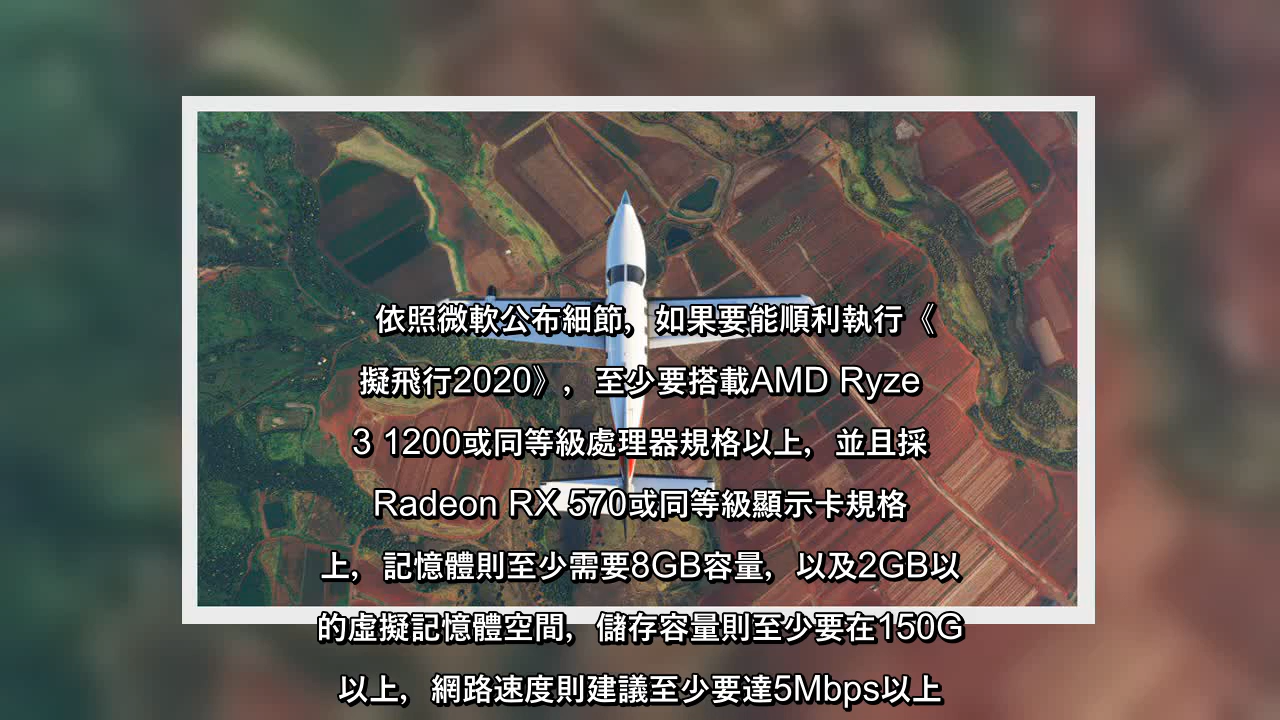 依照微軟公布細節，如果要能順利執行《
擬飛行2020》，至少要搭載AMD Ryze
3 1200或同等級處理器規格以上，並且採
Radeon RX 570或同等級顯示卡規格
上，記憶體則至少需要8GB容量，以及2GB以
的虛擬記憶體空間，儲存容量則至少要在150G
以上，網路速度則建議至少要達5Mbps以上